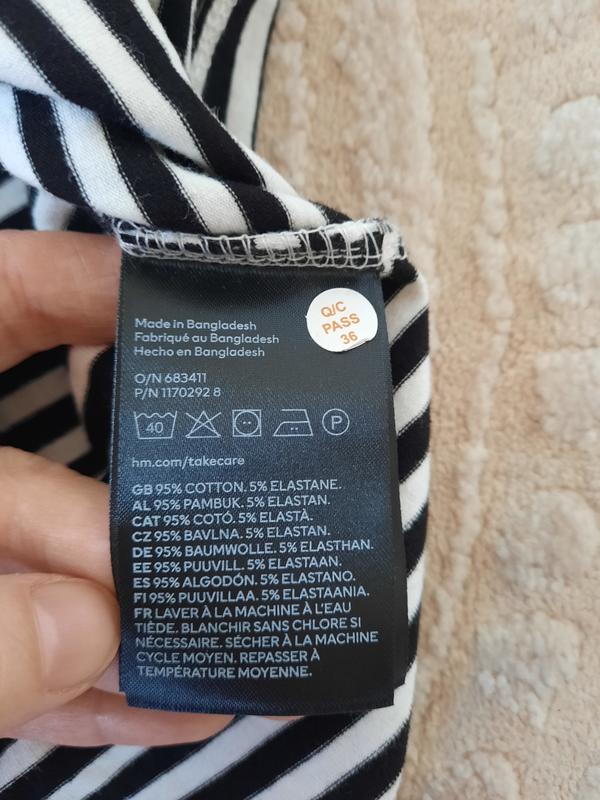 Q/C
PASS
36
Made in Bangladesh
Fabriqué au Bangladesh
Hecho en Bangladesh
O/N 683411
P/N 1170292 8
40
P
hm.com/takecare
GB 95% COTTON. 5% ELASTANE.
AL 95% PAMBUK. 5% ELASTAN.
CAT 95% COTÓ. 5% ELASTÀ.
CZ 95% BAVLNA. 5% ELASTAN.
DE 95% BAUMWOLLE. 5% ELASTHAN.
EE 95% PUUVILL. 5% ELASTAAN.
ES 95% ALGODÓN. 5% ELASTANO.
FI 95% PUUVILLAA. 5% ELASTAANIA.
FR LAVER À LA MACHINE À L'EAU
TIÈDE. BLANCHIR SANS CHLORE SI
NÉCESSAIRE. SÉCHER À LA MACHINE
CYCLE MOYEN. REPASSER À
TEMPÉRATURE MOYENNE.